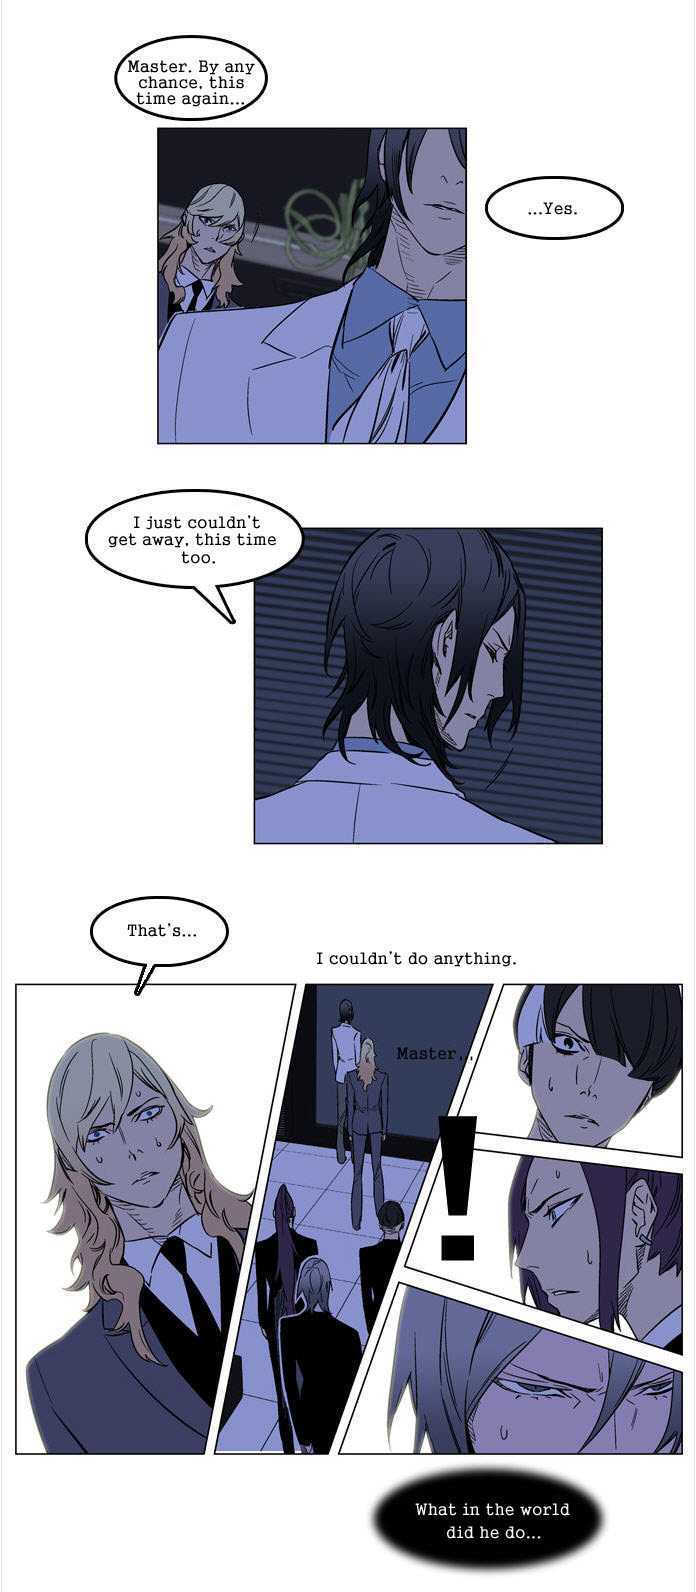 Master. By any
chance, this
time again...
...Yes.
I just couldn't
get away, this time
too.
That's...
I couldn't do anything.
Master...
!
What in the world
did he do...